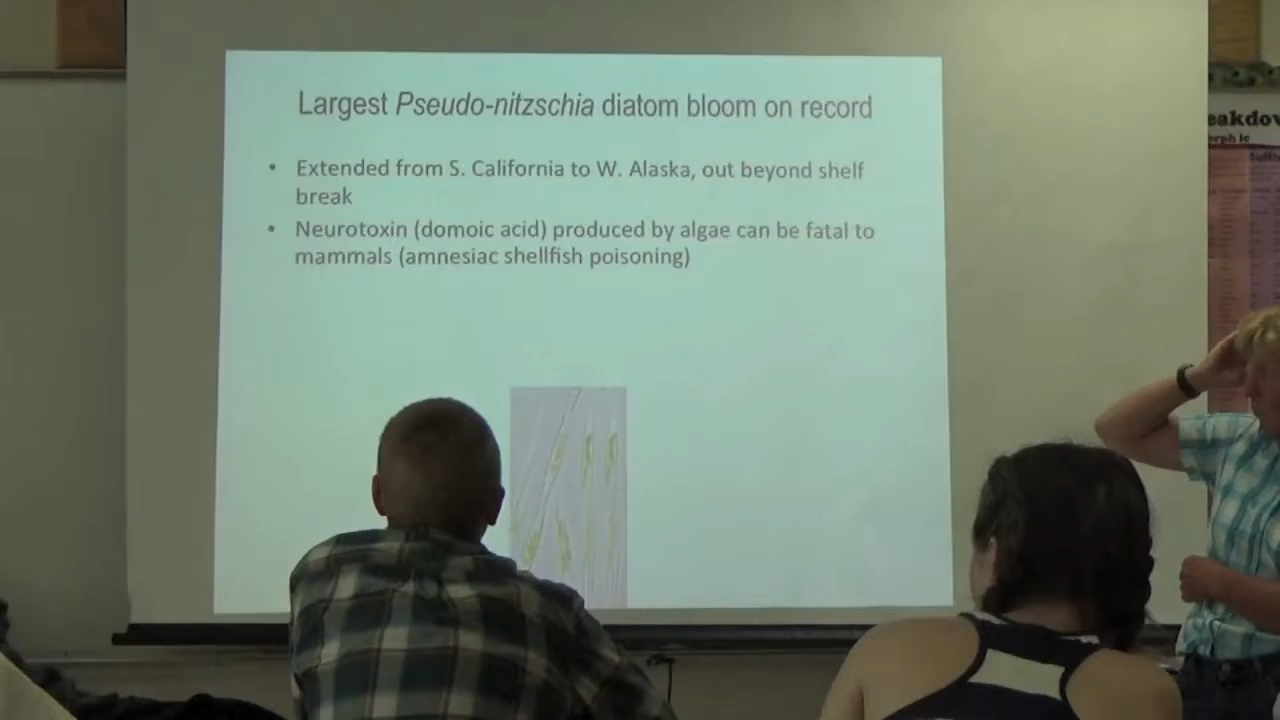 Largest Pseudo-nitzschia diatom bloom on record
• Extended from S. California to W. Alaska, out beyond shelf
break
• Neurotoxin (domoic acid) produced by algae can be fatal to
mammals (amnesiac shellfish poisoning)
eakdov